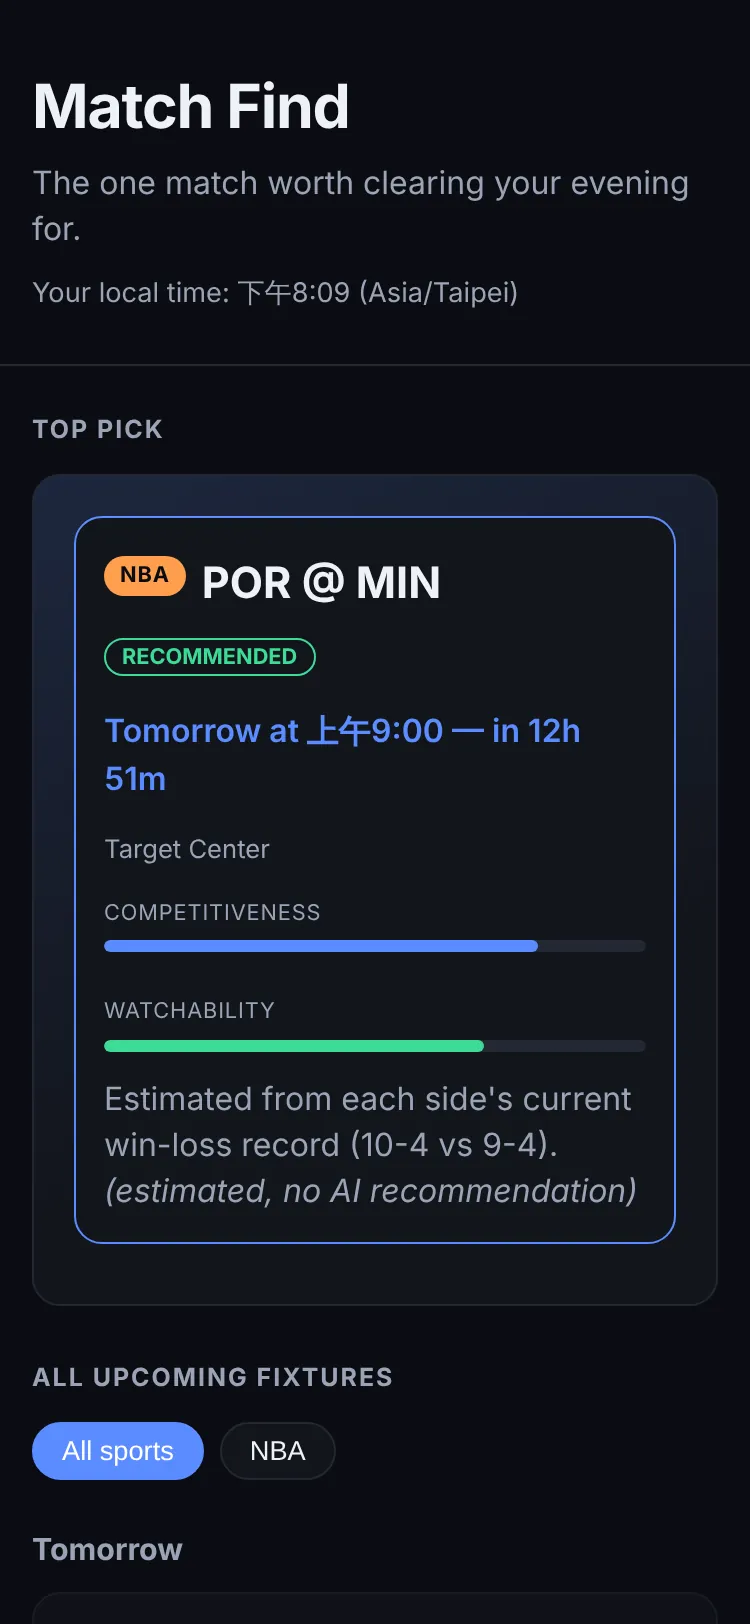 Match Find
The one match worth clearing your evening
for.
Your local time: 下午8:09 (Asia/Taipei)
TOP PICK
NBA POR @ MIN
RECOMMENDED
Tomorrow at 上午9:00 — in 12h
51m
Target Center
COMPETITIVENESS
WATCHABILITY
Estimated from each side's current
win-loss record (10-4 vs 9-4).
(estimated, no AI recommendation)
ALL UPCOMING FIXTURES
All sports NBA
Tomorrow